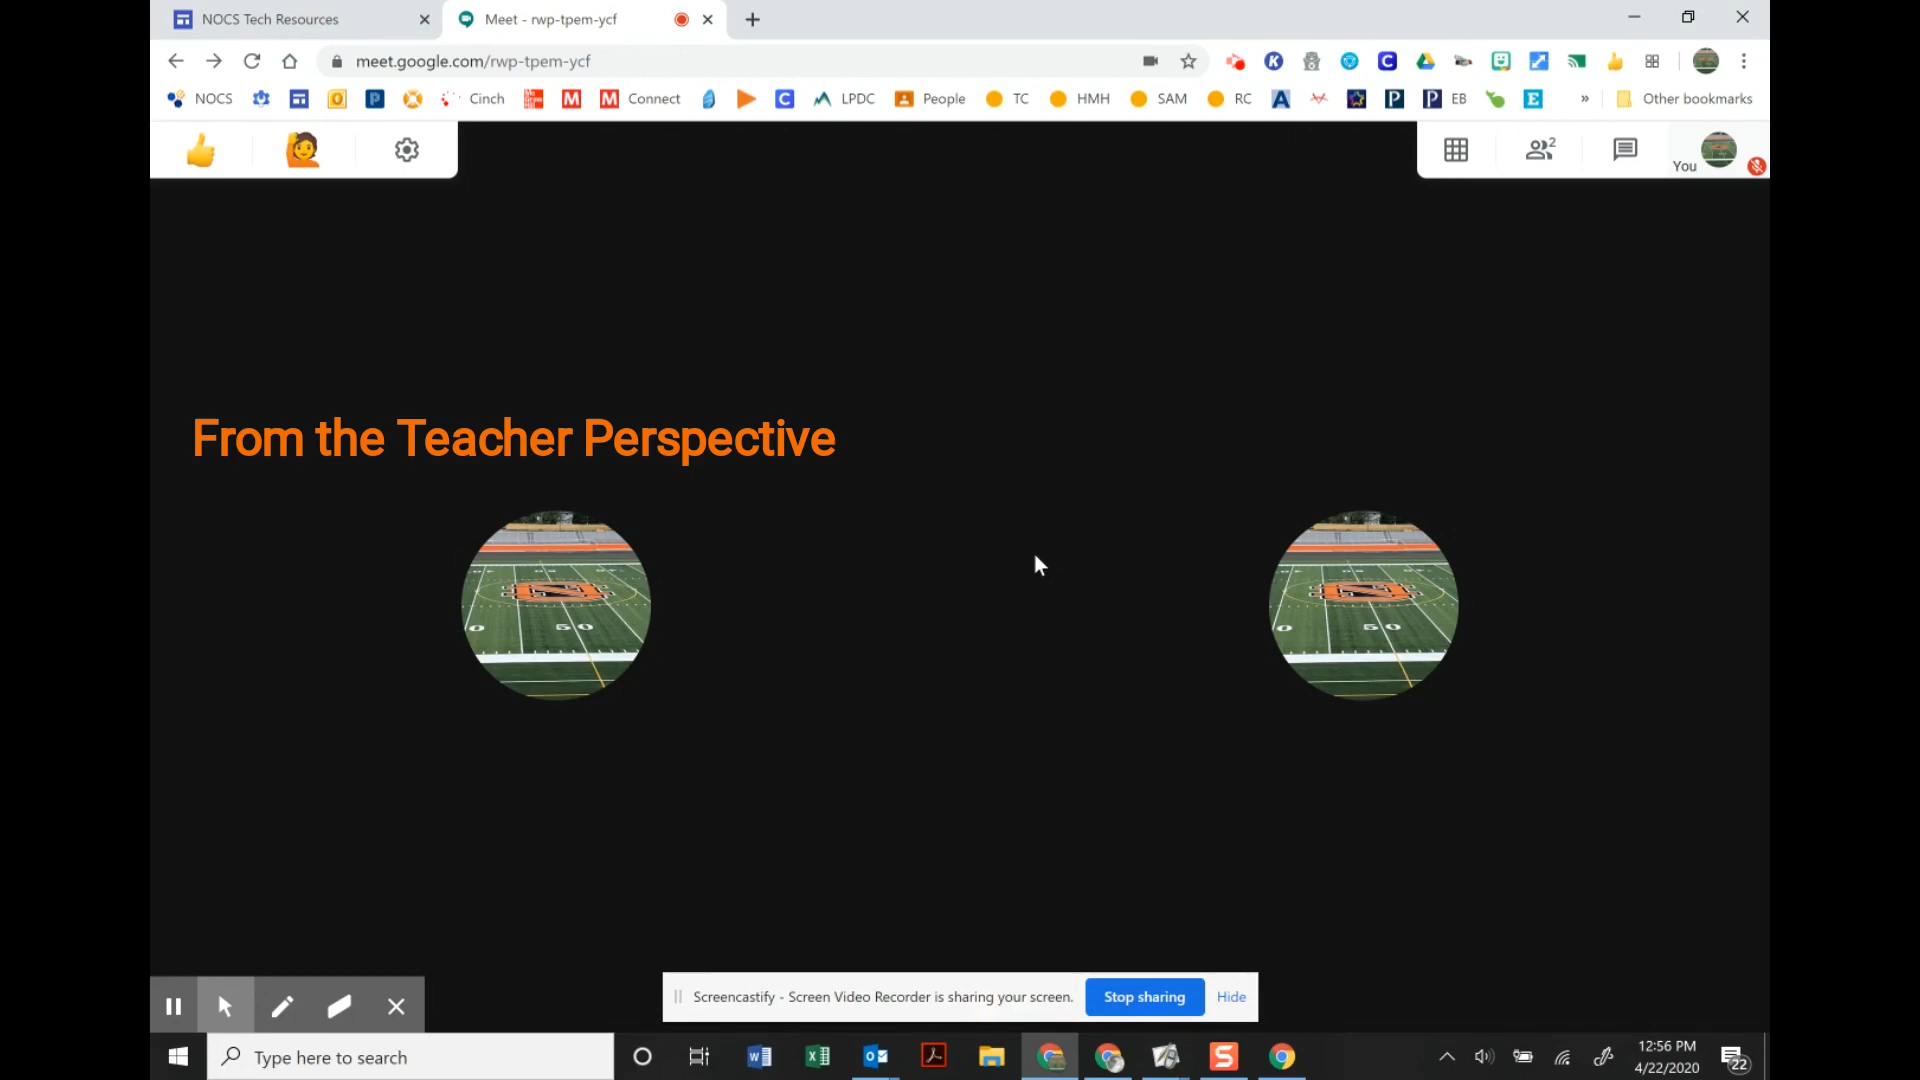 NOCS Tech Resources
Meet - rwp-tpem-ycf
meet.google.com/rwp-tpem-ycf
NOCS
Cinch
Connect
LPDC
People
TC
HMH
SAM
RC
EB
Other bookmarks
2
You
From the Teacher Perspective
50
50
Screencastify - Screen Video Recorder is sharing your screen.
Stop sharing
Hide
Type here to search
12:56 PM
4/22/2020
22